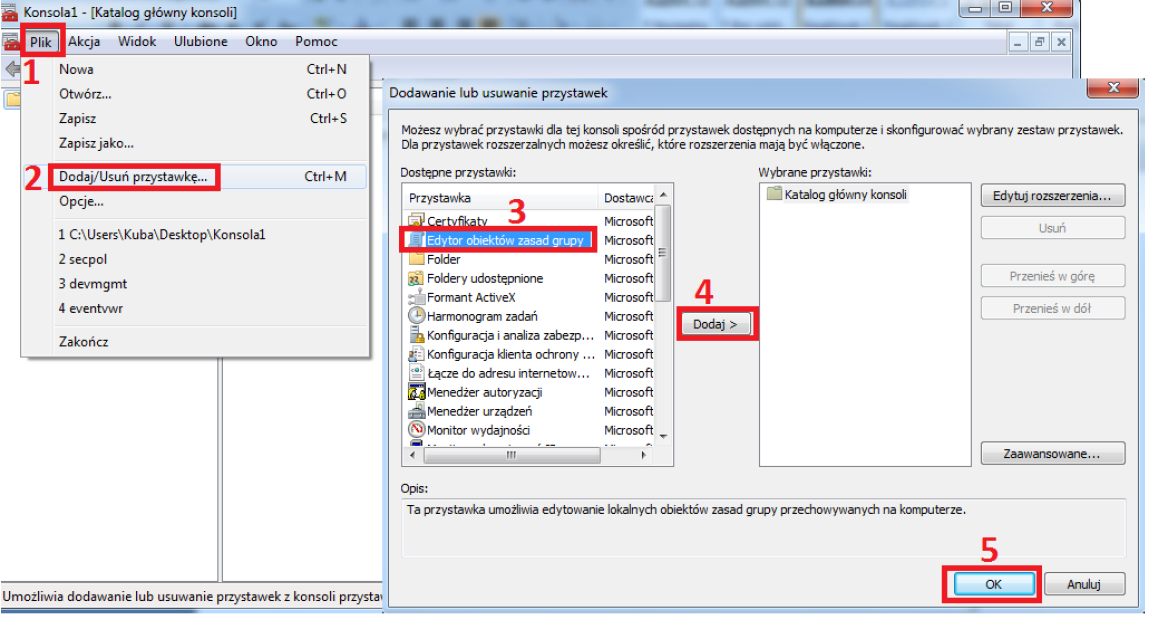 Konsola1 - [Katalog główny konsoli]
Plik Akcja Widok Ulubione Okno Pomoc
1
Nowa Ctrl+N
Otwórz... Ctrl+O
Zapisz Ctrl+S
Zapisz jako...
2 Dodaj/Usuń przystawkę... Ctrl+M
Opcje...
1 C:\Users\Kuba\Desktop\Konsola1
2 secpol
3 devmgmt
4 eventvwr
Zakończ
Umożliwia dodawanie lub usuwanie przystawek z konsoli
Dodawanie lub usuwanie przystawek
Możesz wybrać przystawki dla tej konsoli spośród przystawek dostępnych na komputerze i skonfigurować wybrany zestaw przystawek.
Dla przystawek rozszerzalnych możesz określić, które rozszerzenia mają być włączone.
Dostępne przystawki:
Przystawka Dostawca
3
Certyfikaty Microsoft
Edytor obiektów zasad grupy Microsoft
Folder Microsoft
Foldery udostępnione Microsoft
Formant ActiveX Microsoft
Harmonogram zadań Microsoft
Konfiguracja i analiza zabezp... Microsoft
Konfiguracja klienta ochrony ... Microsoft
Łącze do adresu internetow... Microsoft
Menedżer autoryzacji Microsoft
Menedżer urządzeń Microsoft
Monitor wydajności Microsoft
4
Dodaj >
Wybrane przystawki:
Katalog główny konsoli
Edytuj rozszerzenia...
Usuń
Przenieś w górę
Przenieś w dół
Zaawansowane...
Opis:
Ta przystawka umożliwia edytowanie lokalnych obiektów zasad grupy przechowywanych na komputerze.
5
OK Anuluj